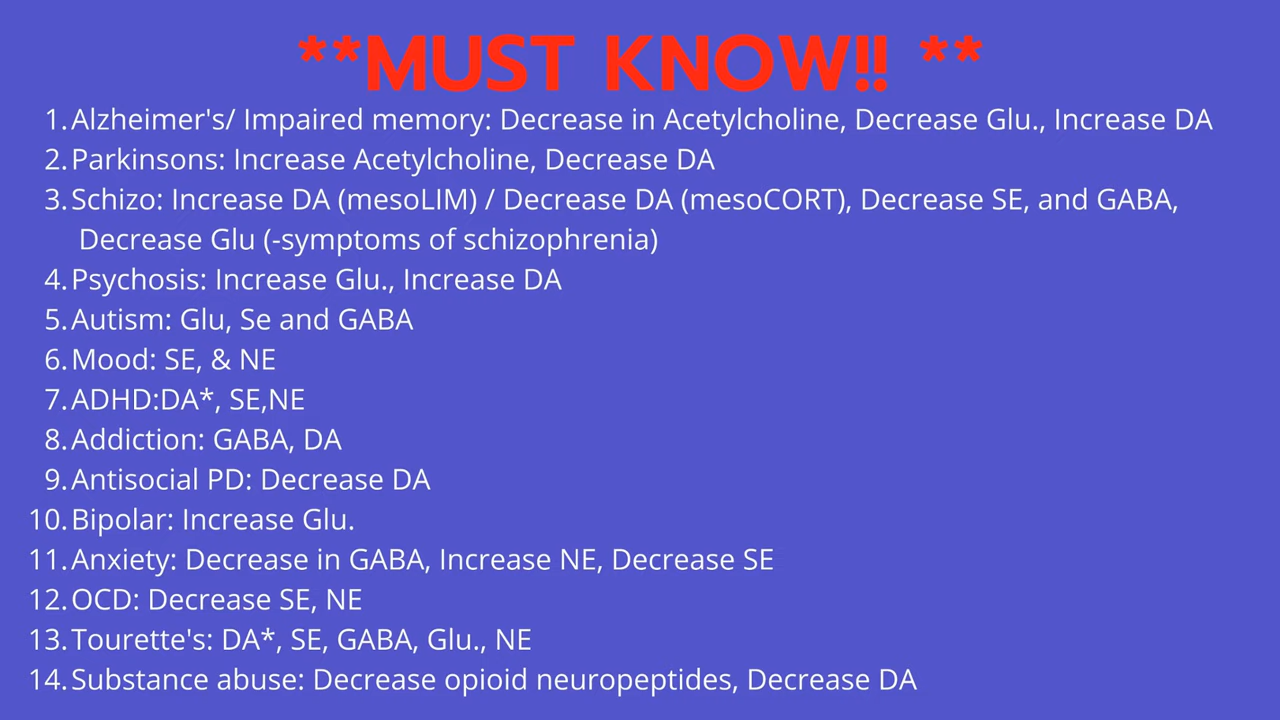 **MUST KNOW!! **
1. Alzheimer's/ Impaired memory: Decrease in Acetylcholine, Decrease Glu., Increase DA
2. Parkinsons: Increase Acetylcholine, Decrease DA
3. Schizo: Increase DA (mesoLIM) / Decrease DA (mesoCORT), Decrease SE, and GABA,
Decrease Glu (-symptoms of schizophrenia)
4. Psychosis: Increase Glu., Increase DA
5. Autism: Glu, Se and GABA
6. Mood: SE, & NE
7. ADHD:DA*, SE,NE
8. Addiction: GABA, DA
9. Antisocial PD: Decrease DA
10. Bipolar: Increase Glu.
11. Anxiety: Decrease in GABA, Increase NE, Decrease SE
12. OCD: Decrease SE, NE
13. Tourette's: DA*, SE, GABA, Glu., NE
14. Substance abuse: Decrease opioid neuropeptides, Decrease DA